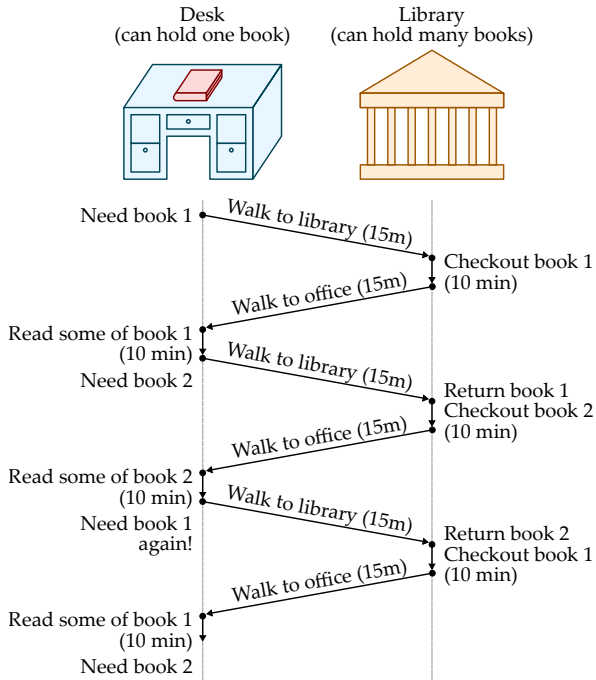 Desk
(can hold one book)
Library
(can hold many books)
Need book 1
Walk to library (15m)
Checkout book 1
(10 min)
Walk to office (15m)
Read some of book 1
(10 min)
Walk to library (15m)
Need book 2
Return book 1
Checkout book 2
(10 min)
Walk to office (15m)
Read some of book 2
(10 min)
Walk to library (15m)
Need book 1
again!
Return book 2
Checkout book 1
(10 min)
Walk to office (15m)
Read some of book 1
(10 min)
Need book 2